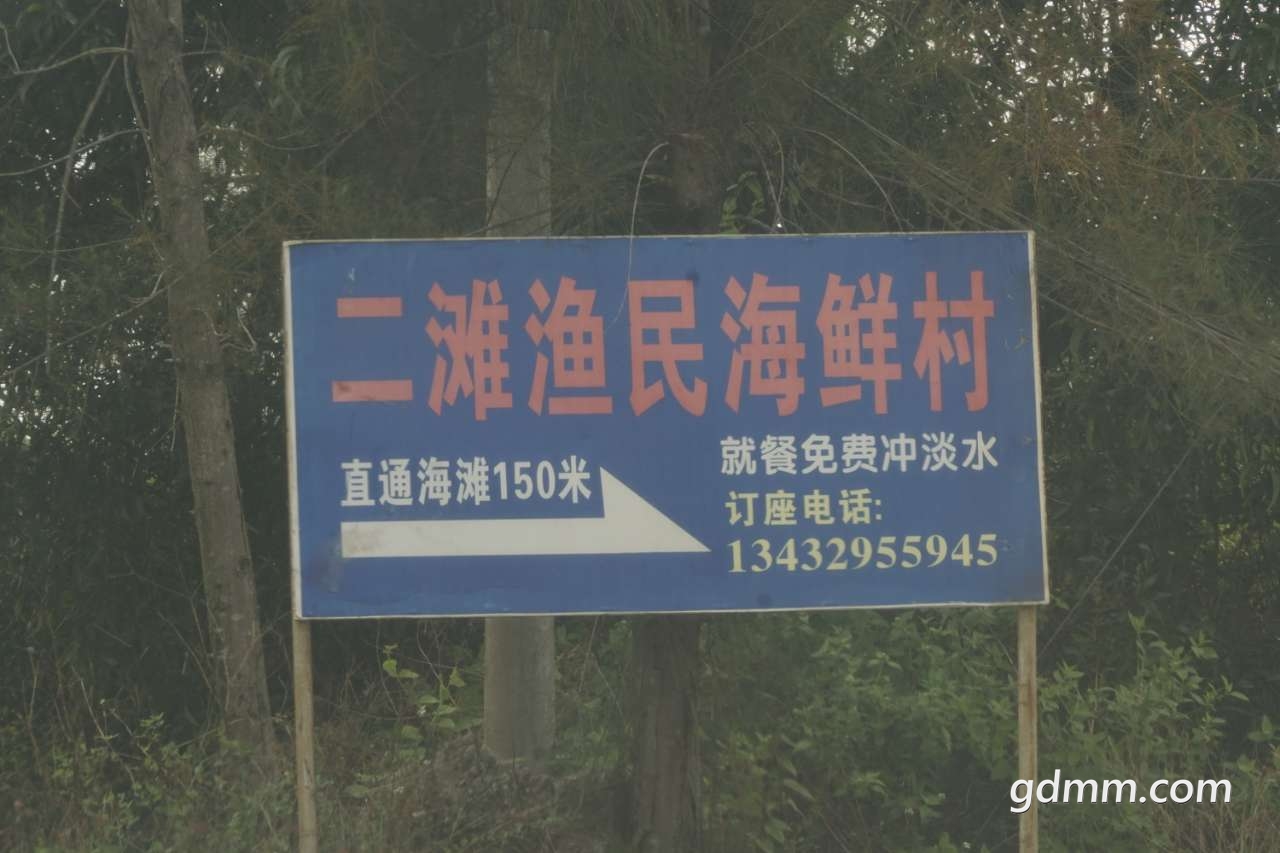 二滩渔民海鲜村
直通海滩150米
就餐免费冲淡水
订座电话:
13432955945
gdmm.com